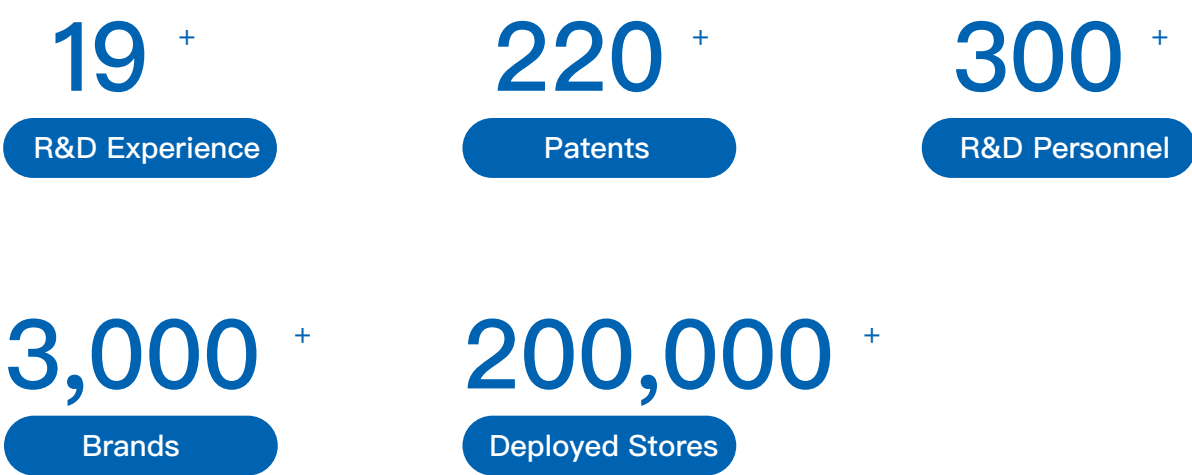 19 +
220 +
300 +
R&D Experience
Patents
R&D Personnel
3,000 +
200,000 +
Brands
Deployed Stores